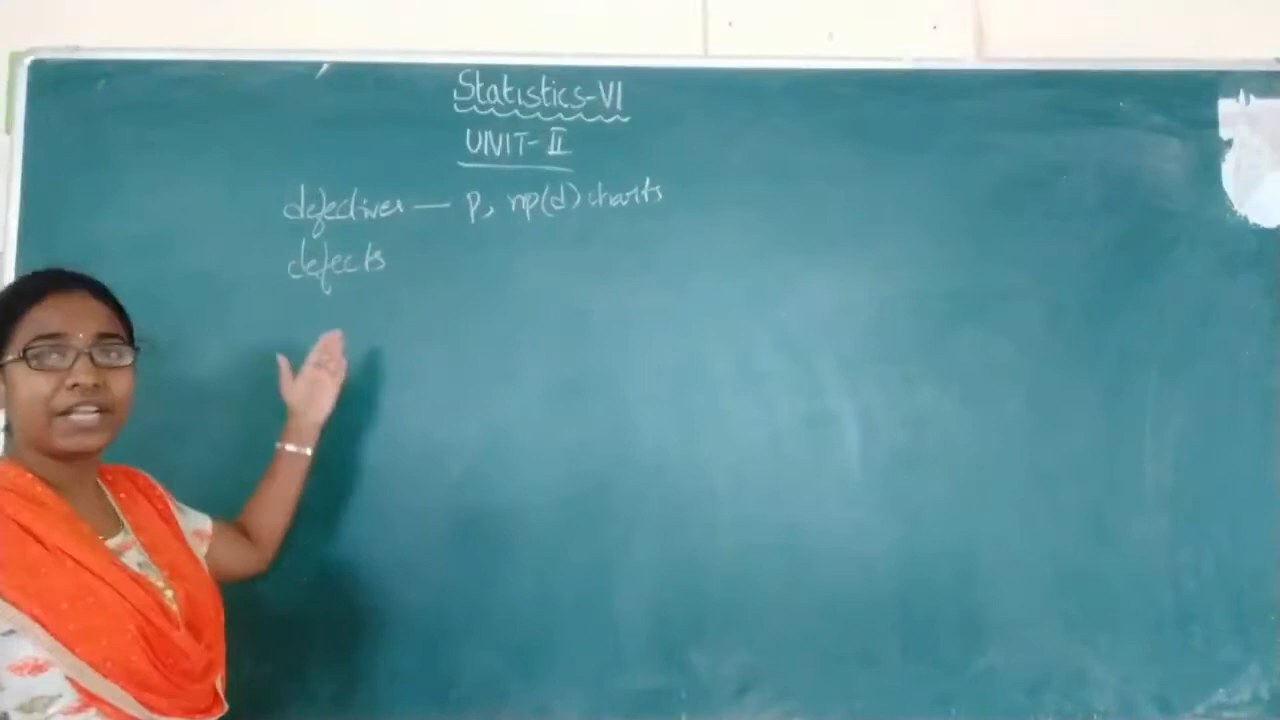 Statistics-VI
UNIT-II
defectives — p, np(d) charts
defects